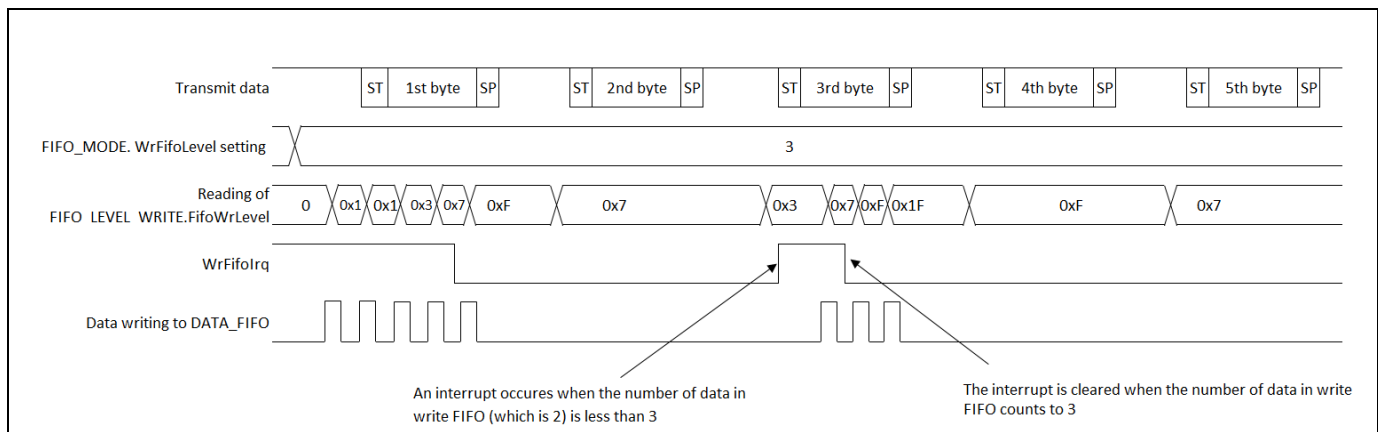 Transmit data
ST 1st byte SP ST 2nd byte SP ST 3rd byte SP ST 4th byte SP ST 5th byte SP
FIFO_MODE. WrFifoLevel setting
3
Reading of
FIFO LEVEL WRITE.FifoWrLevel
0 0x1 0x1 0x3 0x7 0xF 0x7 0x3 0x7 0xF 0x1F 0xF 0x7
WrFifoIrq
Data writing to DATA_FIFO
An interrupt occures when the number of data in
write FIFO (which is 2) is less than 3
The interrupt is cleared when the number of data in write
FIFO counts to 3